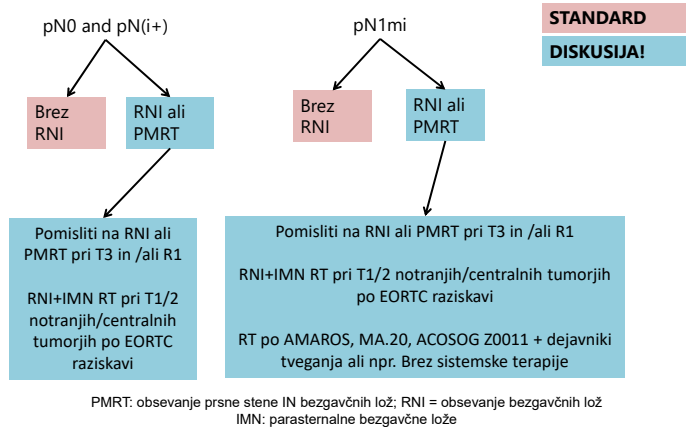 pN0 and pN(i+)
pN1mi
STANDARD
DISKUSIJA!
Brez
RNI
RNI ali
PMRT
Brez
RNI
RNI ali
PMRT
Pomisliti na RNI ali
PMRT pri T3 in /ali R1
RNI+IMN RT pri T1/2
notranjih/centralnih
tumorjih po EORTC
raziskavi
Pomisliti na RNI ali PMRT pri T3 in /ali R1
RNI+IMN RT pri T1/2 notranjih/centralnih tumorjih
po EORTC raziskavi
RT po AMAROS, MA.20, ACOSOG Z0011 + dejavniki
tveganja ali npr. Brez sistemske terapije
PMRT: obsevanje prsne stene IN bezgavčnih lož; RNI = obsevanje bezgavčnih lož
IMN: parasternalne bezgavčne lože